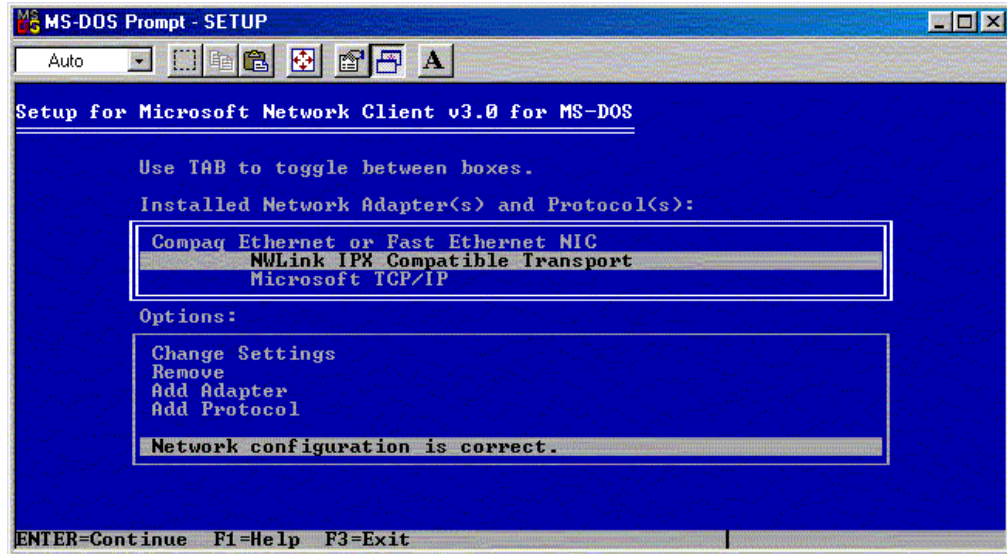 MS-DOS Prompt - SETUP
Auto
A
Setup for Microsoft Network Client v3.0 for MS-DOS
Use TAB to toggle between boxes.
Installed Network Adapter(s) and Protocol(s):
Compaq Ethernet or Fast Ethernet NIC
NWLink IPX Compatible Transport
Microsoft TCP/IP
Options:
Change Settings
Remove
Add Adapter
Add Protocol
Network configuration is correct.
ENTER=Continue F1=Help F3=Exit